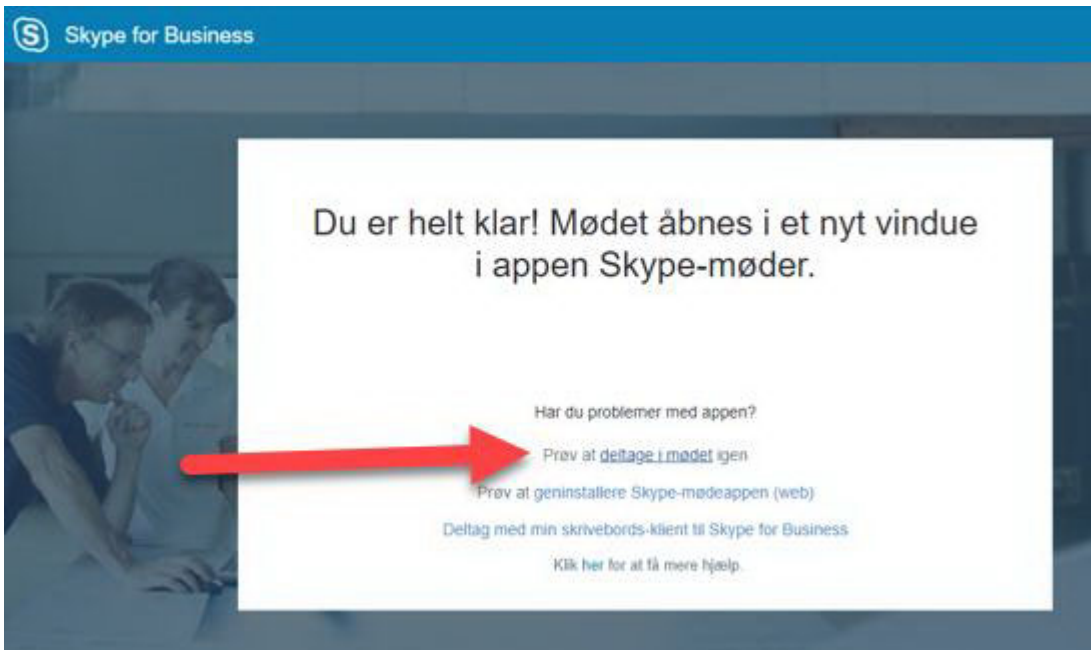 Skype for Business
Du er helt klar! Mødet åbnes i et nyt vindue
i appen Skype-møder.
Har du problemer med appen?
Prøv at deltage i mødet igen
Prøv at geninstallere Skype-mødeappen (web)
Deltag med min skrivebords-klient til Skype for Business
Klik her for at få mere hjælp.